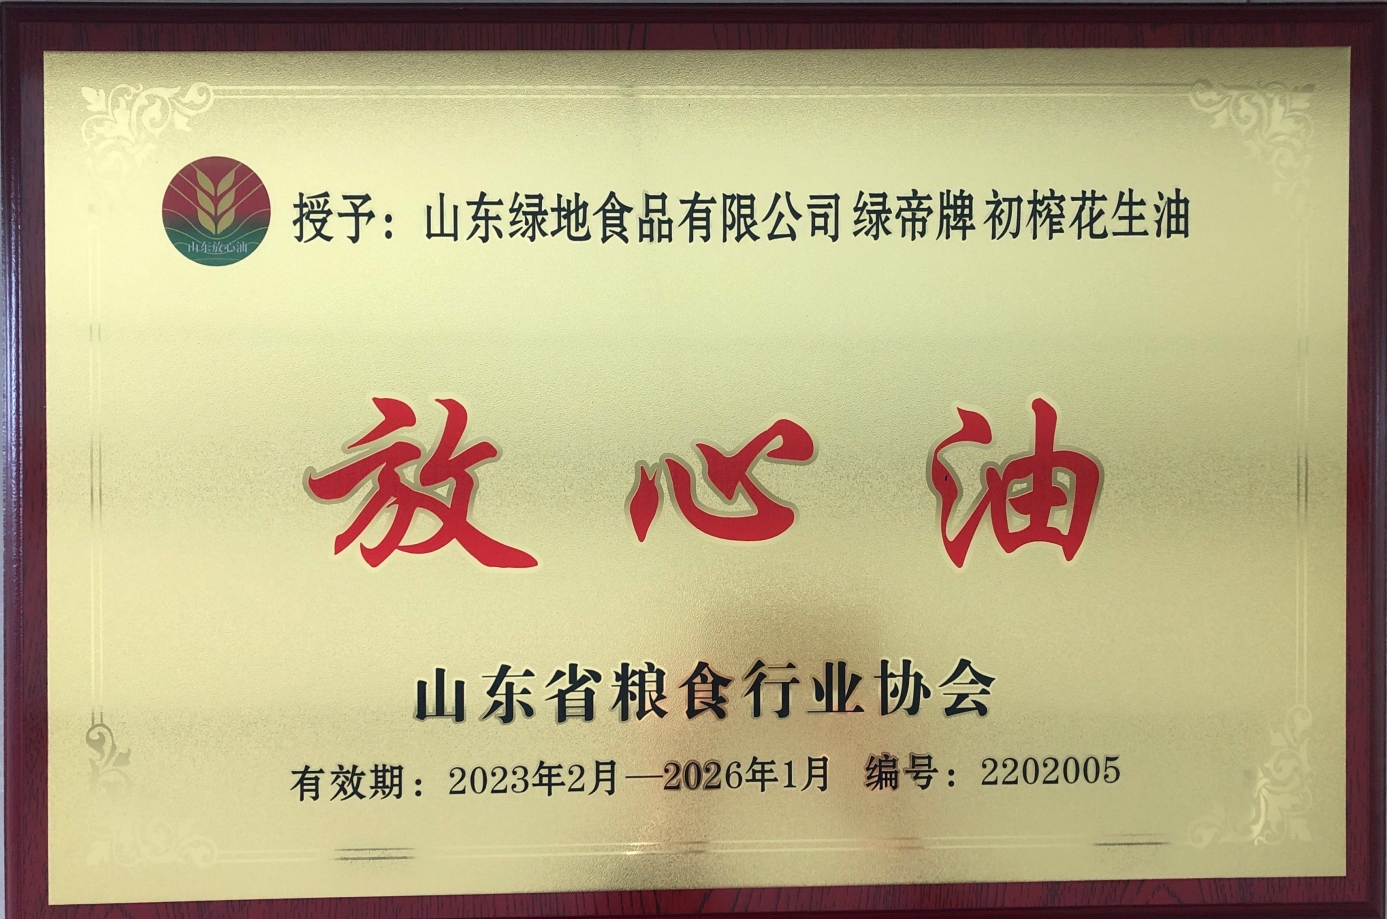 山东放心油
授予：山东绿地食品有限公司 绿帝牌 初榨花生油
放心油
山东省粮食行业协会
有效期：2023年2月—2026年1月 编号：2202005